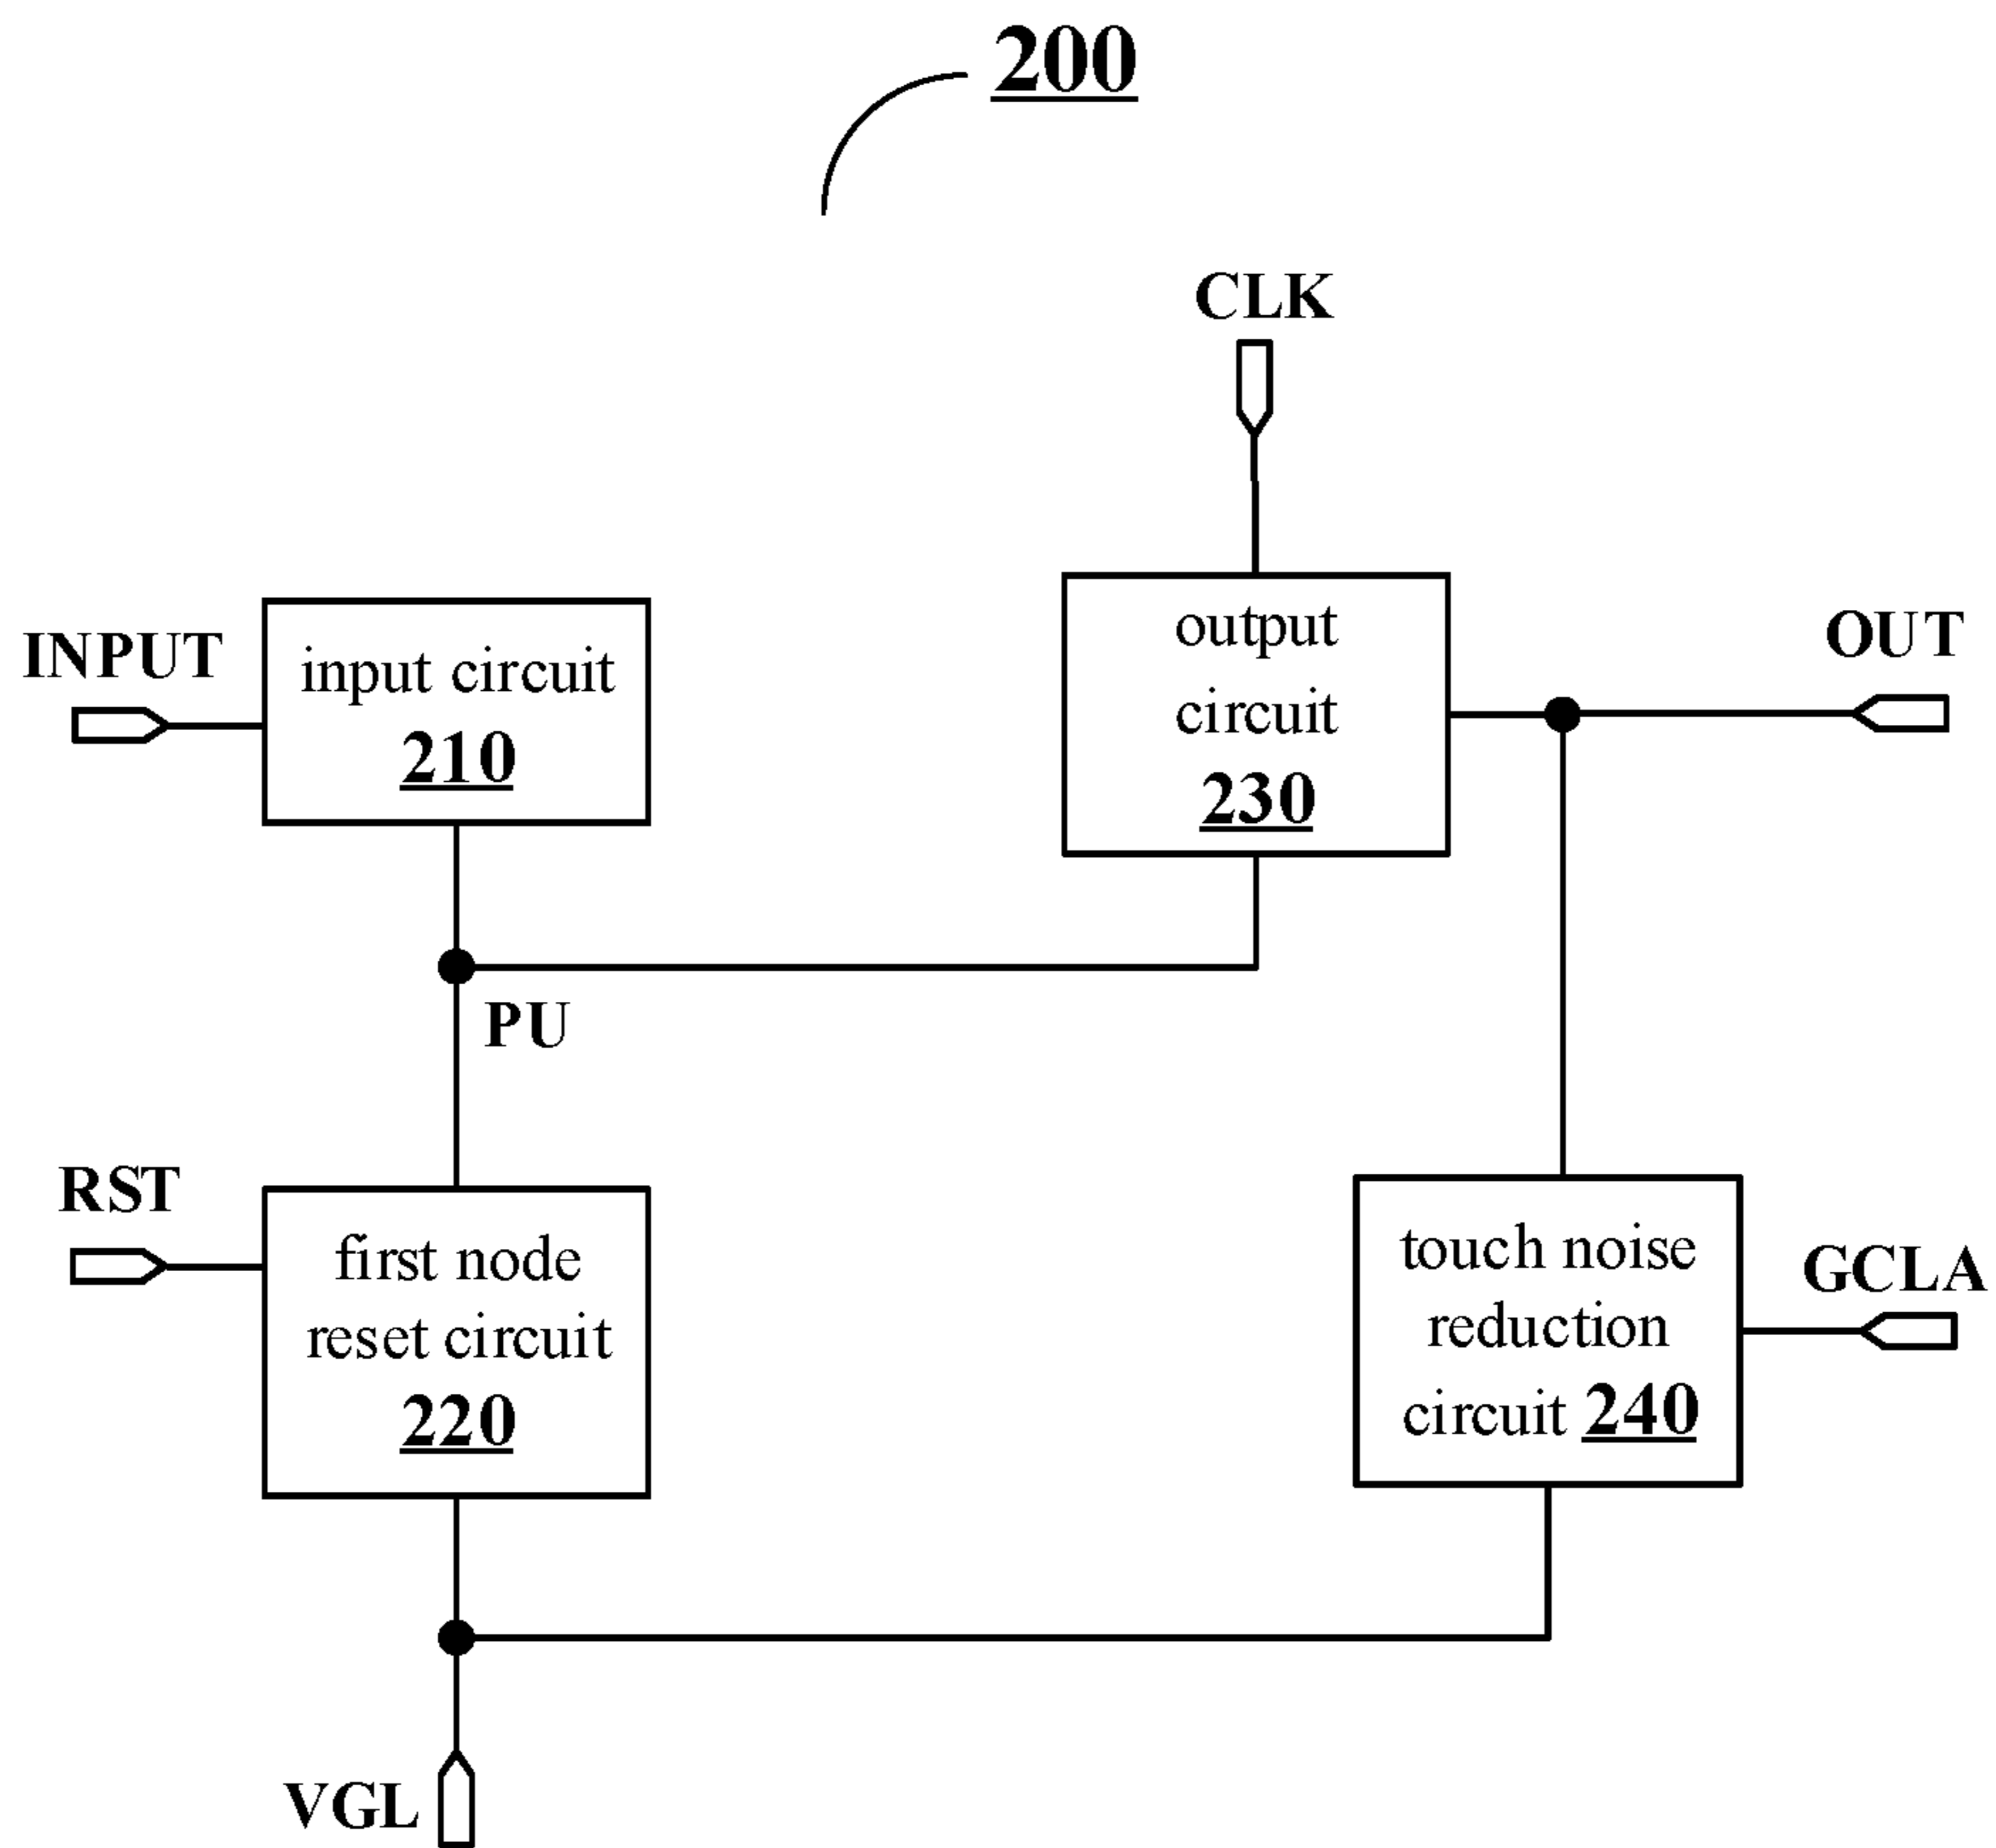 200
CLK
INPUT
input circuit
210
output
circuit
230
OUT
PU
RST
first node
reset circuit
220
touch noise
reduction
circuit 240
GCLA
VGL